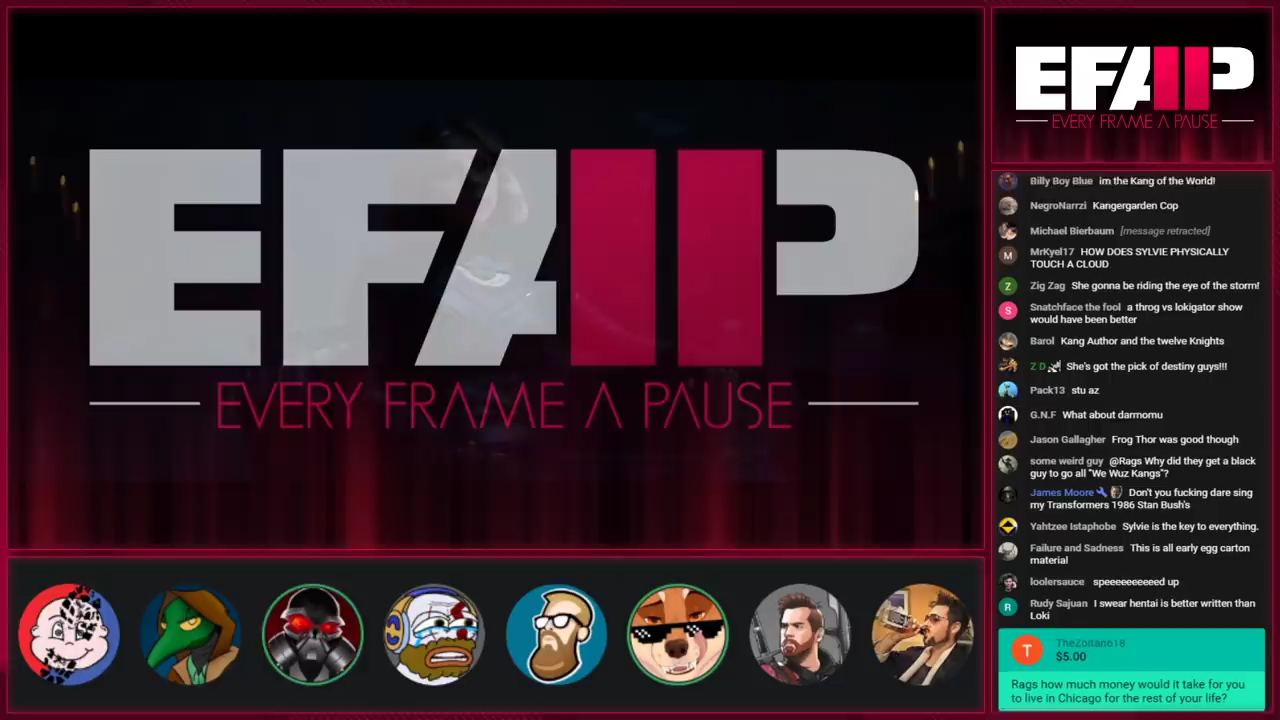 EFAP
EVERY FRAME A PAUSE
EFAP
EVERY FRAME A PAUSE
Billy Boy Blue im the Kang of the World!
NegroNarrzi Kangergarden Cop
Michael Bierbaum [message retracted]
M MrKyel17 HOW DOES SYLVIE PHYSICALLY
TOUCH A CLOUD
Z Zig Zag She gonna be riding the eye of the storm!
S Snatchface the fool a throg vs lokigator show
would have been better
Barol Kang Author and the twelve Knights
Z D She's got the pick of destiny guys!!!
Pack13 stu az
G.N.F What about darmomu
Jason Gallagher Frog Thor was good though
some weird guy @Rags Why did they get a black
guy to go all "We Wuz Kangs"?
James Moore Don't you fucking dare sing
my Transformers 1986 Stan Bush's
Yahtzee Istaphobe Sylvie is the key to everything.
Failure and Sadness This is all early egg carton
material
loolersauce speeeeeeeeed up
R Rudy Sajuan I swear hentai is better written than
Loki
T TheZoltan618
$5.00
Rags how much money would it take for you
to live in Chicago for the rest of your life?